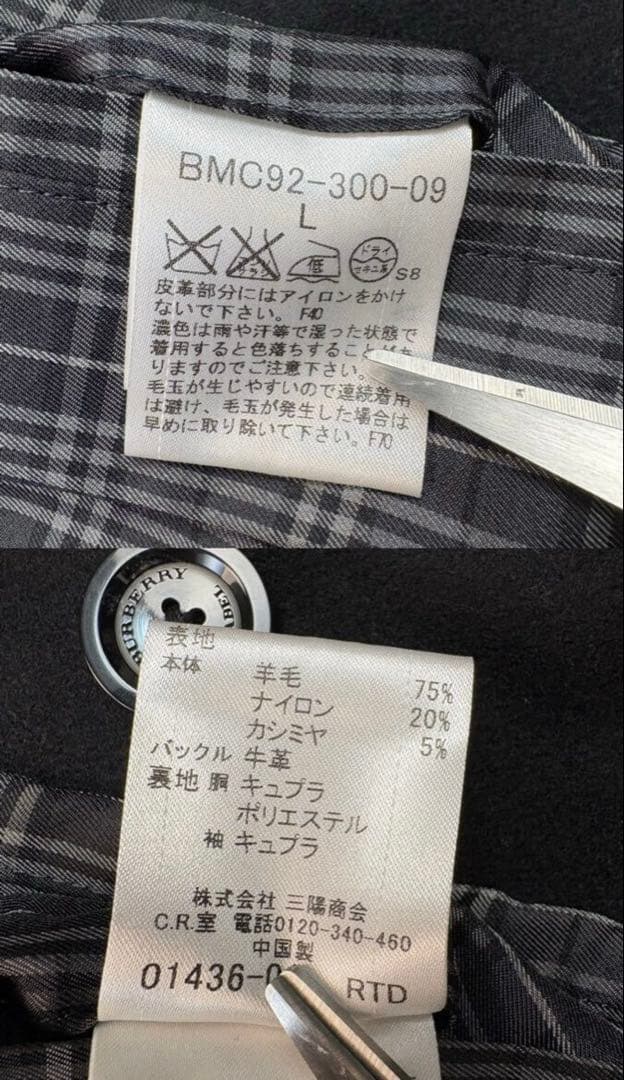 BMC92-300-09
L
サラシ
低
ドライ
セキユ系
S8
皮革部分にはアイロンをかけ
ないで下さい。F40
濃色は雨や汗等で湿った状態で
着用すると色落ちすること
りますのでご注意下さい。
毛玉が生じやすいので連続着用
は避け、毛玉が発生した場合は
早めに取り除いて下さい。F70
BURBERRY
表地
本体 羊毛 75%
ナイロン 20%
カシミヤ 5%
バックル 牛革
裏地 胴 キュプラ
ポリエステル
袖 キュプラ
株式会社 三陽商会
C.R.室 電話0120-340-460
中国製
01436-0 RTD